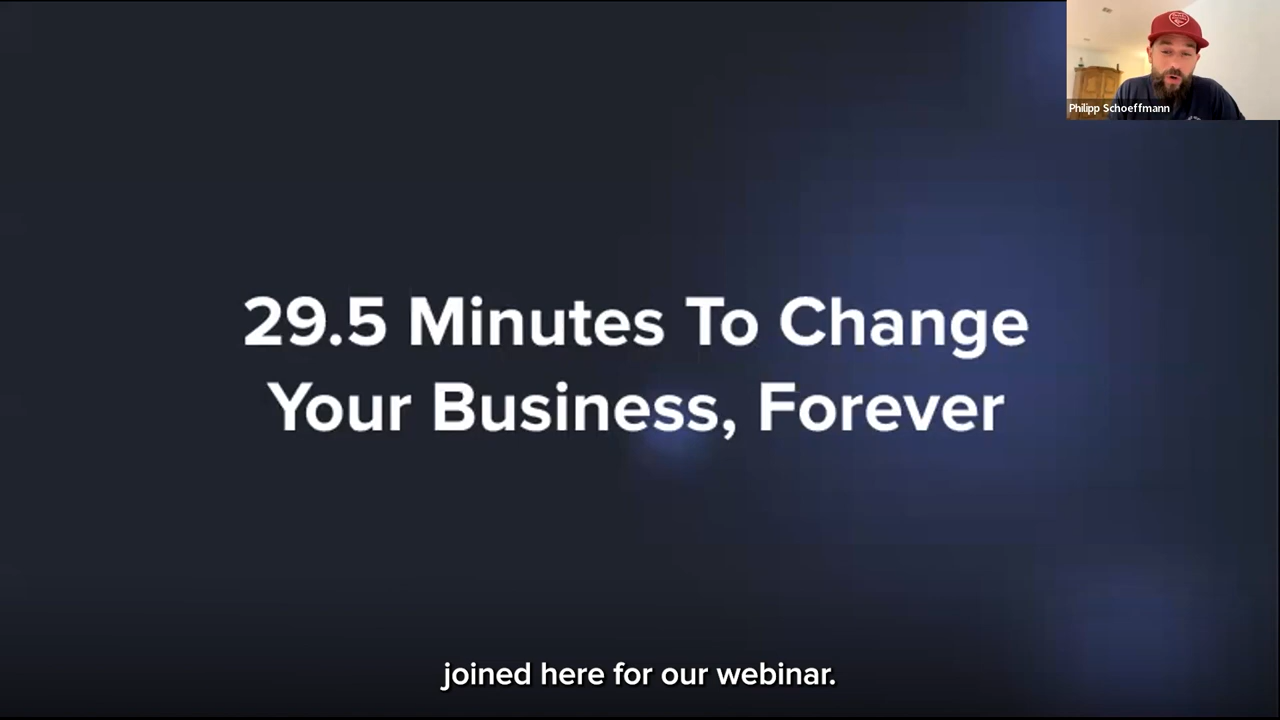 Philipp Schoeffmann
29.5 Minutes To Change
Your Business, Forever
joined here for our webinar.